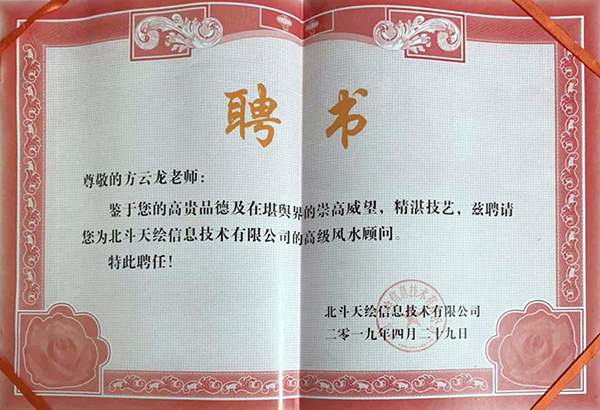 聘书
尊敬的方云龙老师：
鉴于您的高贵品德及在堪舆界的崇高威望，精湛技艺，兹聘请
您为北斗天绘信息技术有限公司的高级风水顾问。
特此聘任！
北斗天绘信息技术有限公司
二零一九年四月二十九日